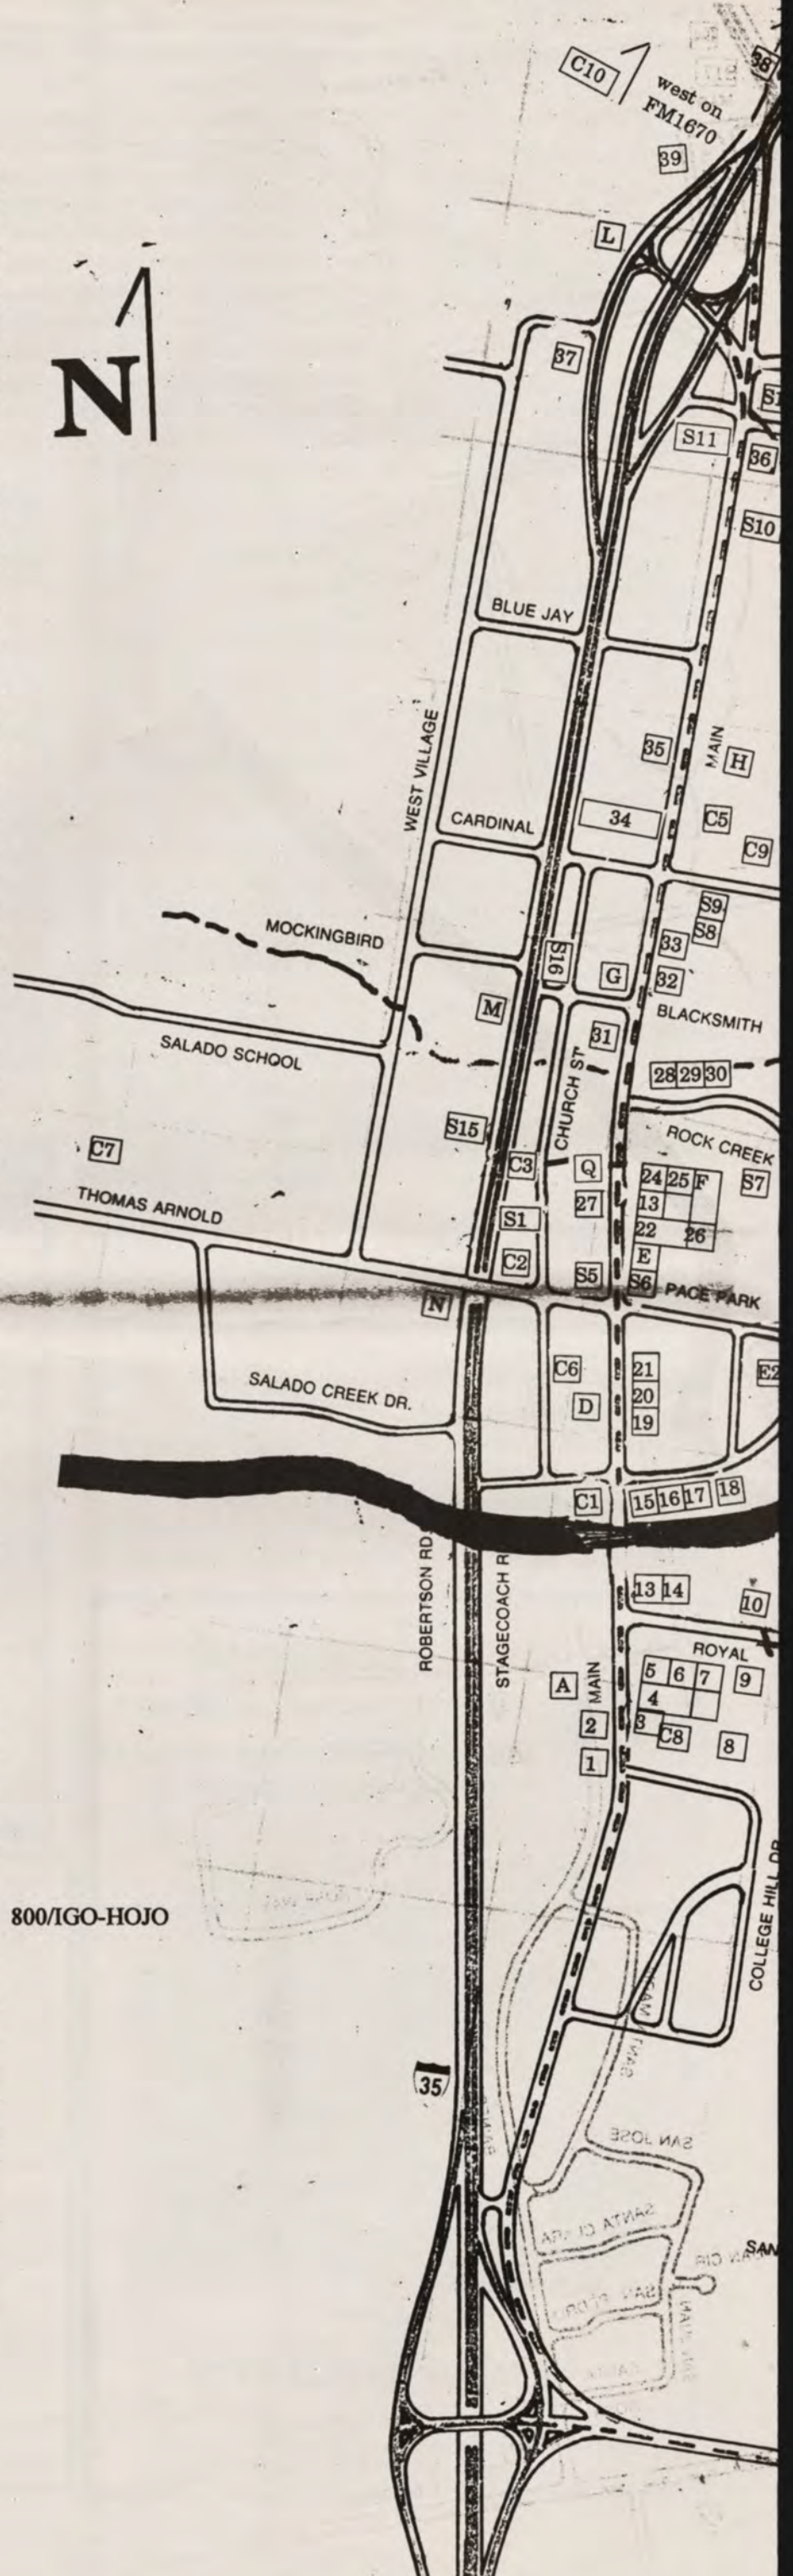 38
C10
west on
FM1670
39
L
N
37
S11
36
S10
BLUE JAY
WEST VILLAGE
MAIN
35
H
34
C5
CARDINAL
C9
S9
S8
MOCKINGBIRD
33
S16
G
32
M
BLACKSMITH
31
SALADO SCHOOL
CHURCH ST
28 29 30
S15
ROCK CREEK
C7
C3
Q
24 25 F
S7
THOMAS ARNOLD
27
13
S1
22 26
E
C2
S5
S6
PACE PARK
N
C6
21
E2
SALADO CREEK DR.
D
20
19
C1
15 16 17 18
ROBERTSON RD
STAGECOACH R
13 14
10
ROYAL
A
MAIN
5 6 7
9
4
2
3
C8
8
1
COLLEGE HILL DR
800/IGO-HOJO
35
SAN JOSE
SANTA CLARA
SAN